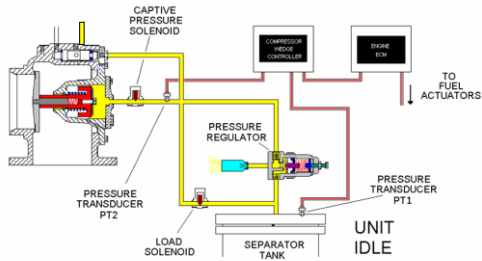 CAPTIVE
PRESSURE
SOLENOID
COMPRESSOR
WEDGE
CONTROLLER
ENGINE
ECM
TO
FUEL
ACTUATORS
PRESSURE
REGULATOR
PRESSURE
TRANSDUCER
PT2
PRESSURE
TRANSDUCER
PT1
LOAD
SOLENOID
SEPARATOR
TANK
UNIT
IDLE